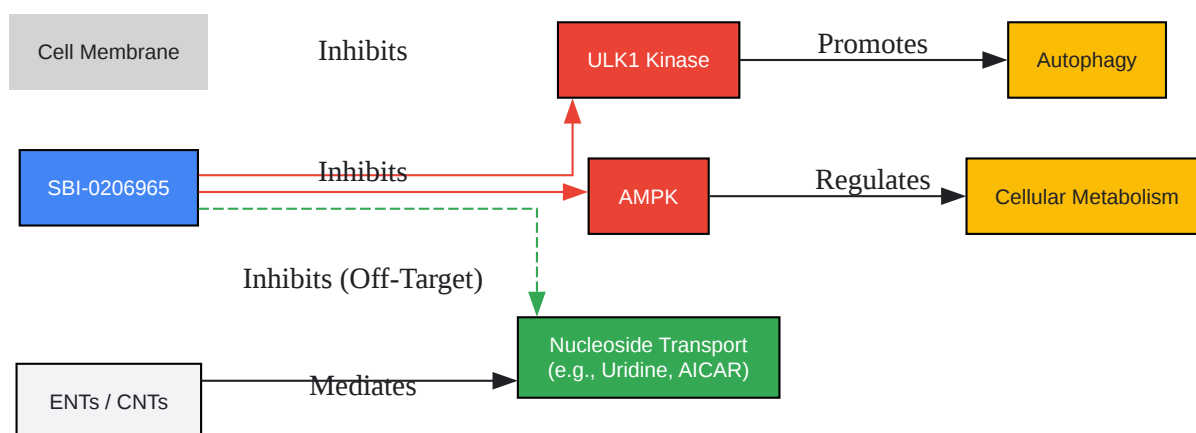 Cell Membrane
Inhibits
ULK1 Kinase
Promotes
Autophagy
SBI-0206965
Inhibits
AMPK
Regulates
Cellular Metabolism
Inhibits (Off-Target)
Nucleoside Transport
(e.g., Uridine, AICAR)
ENTs / CNTs
Mediates